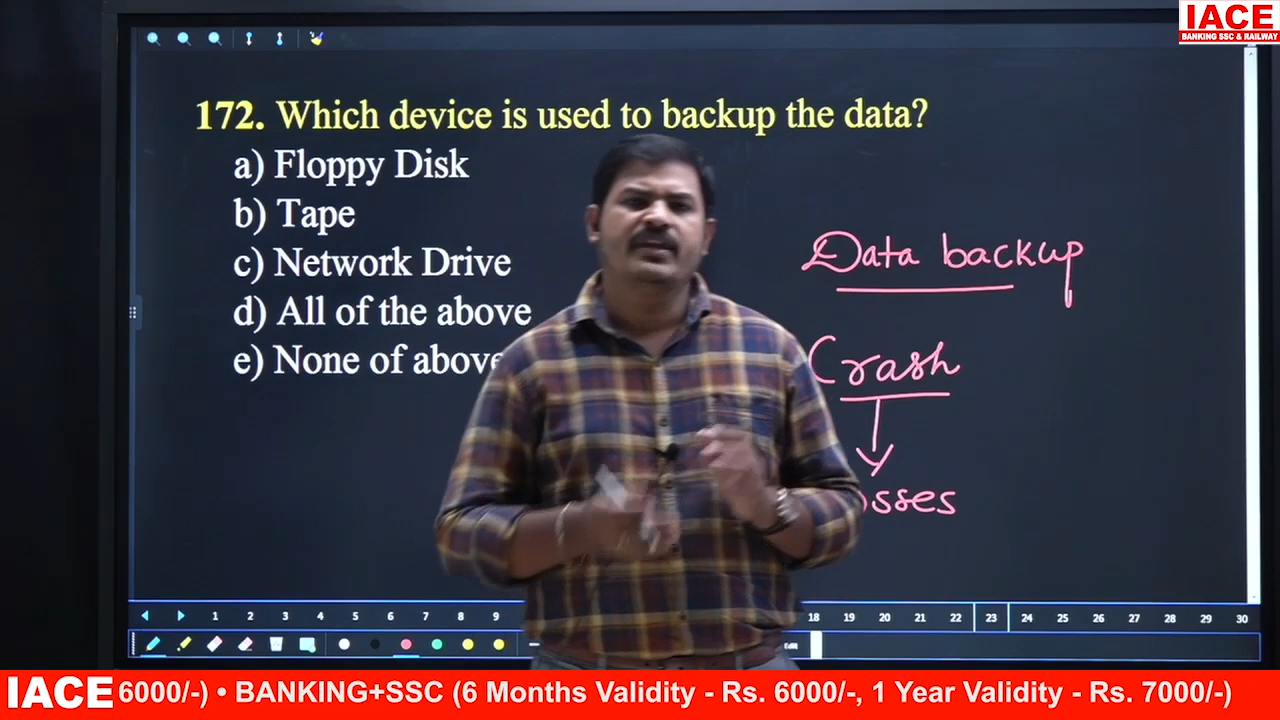 IACE
BANKING SSC & RAILWAY
172. Which device is used to backup the data?
a) Floppy Disk
b) Tape
c) Network Drive
d) All of the above
e) None of above
Data backup
Crash
osses
1 2 3 4 5 6 7 8 9 18 19 20 21 22 23 24 25 26 27 28 29 30
Edit
IACE 6000/-) • BANKING+SSC (6 Months Validity - Rs. 6000/-, 1 Year Validity - Rs. 7000/-)